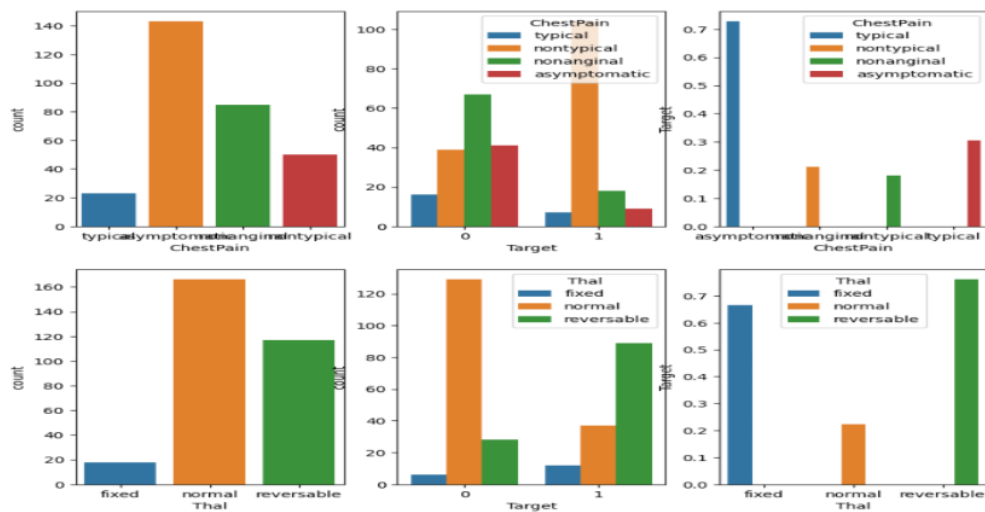 140
120
100
80
60
40
20
0
count
typical
nontypical
ChestPain
100
80
60
40
20
0
count
ChestPain
typical
nontypical
nonanginal
asymptomatic
0
1
Target
0.7
0.6
0.5
0.4
0.3
0.2
0.1
0.0
Target
ChestPain
typical
nontypical
nonanginal
asymptomatic
asymptomatic
nonanginal
nontypical
typical
ChestPain
160
140
120
100
80
60
40
20
0
count
fixed
normal
reversable
Thal
120
100
80
60
40
20
0
count
Thal
fixed
normal
reversable
0
1
Target
0.7
0.6
0.5
0.4
0.3
0.2
0.1
0.0
Target
Thal
fixed
normal
reversable
fixed
normal
reversable
Thal